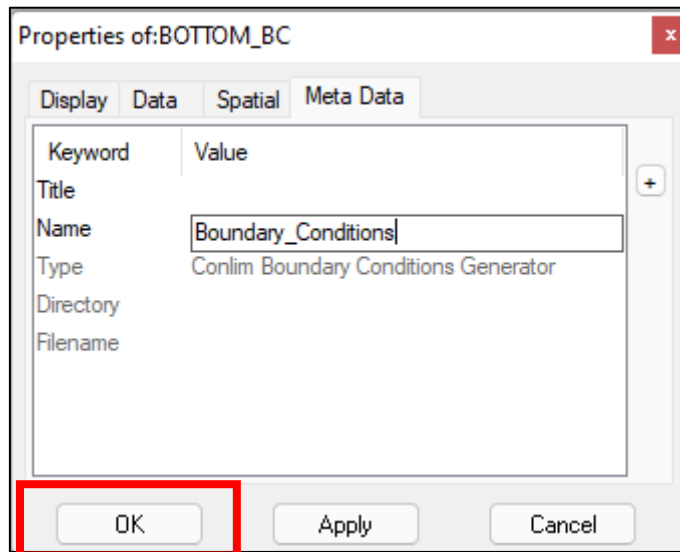 Properties of:BOTTOM_BC
x
Display Data Spatial Meta Data
Keyword Value
+
Title
Name Boundary_Conditions
Type Conlim Boundary Conditions Generator
Directory
Filename
OK Apply Cancel